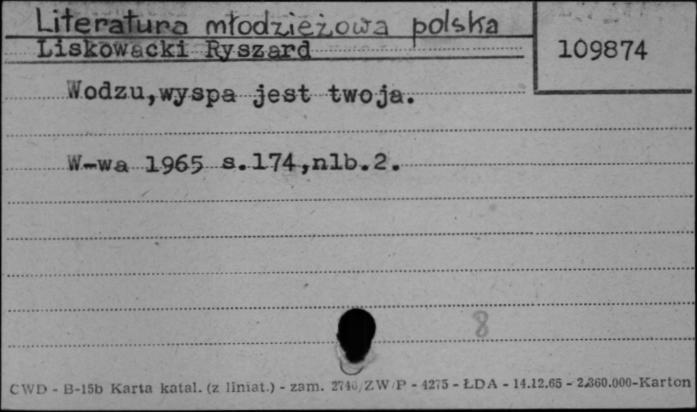 Literatura młodzieżowa polska
Liskowacki Ryszard
109874
Wodzu,wyspa jest twoja.
W-wa 1965 s.174,nlb.2.
8
CWD - B-15b Karta katal. (z liniat.) - zam. 2740/ZW/P - 4275 - ŁDA - 14.12.65 - 2.360.000-Karton